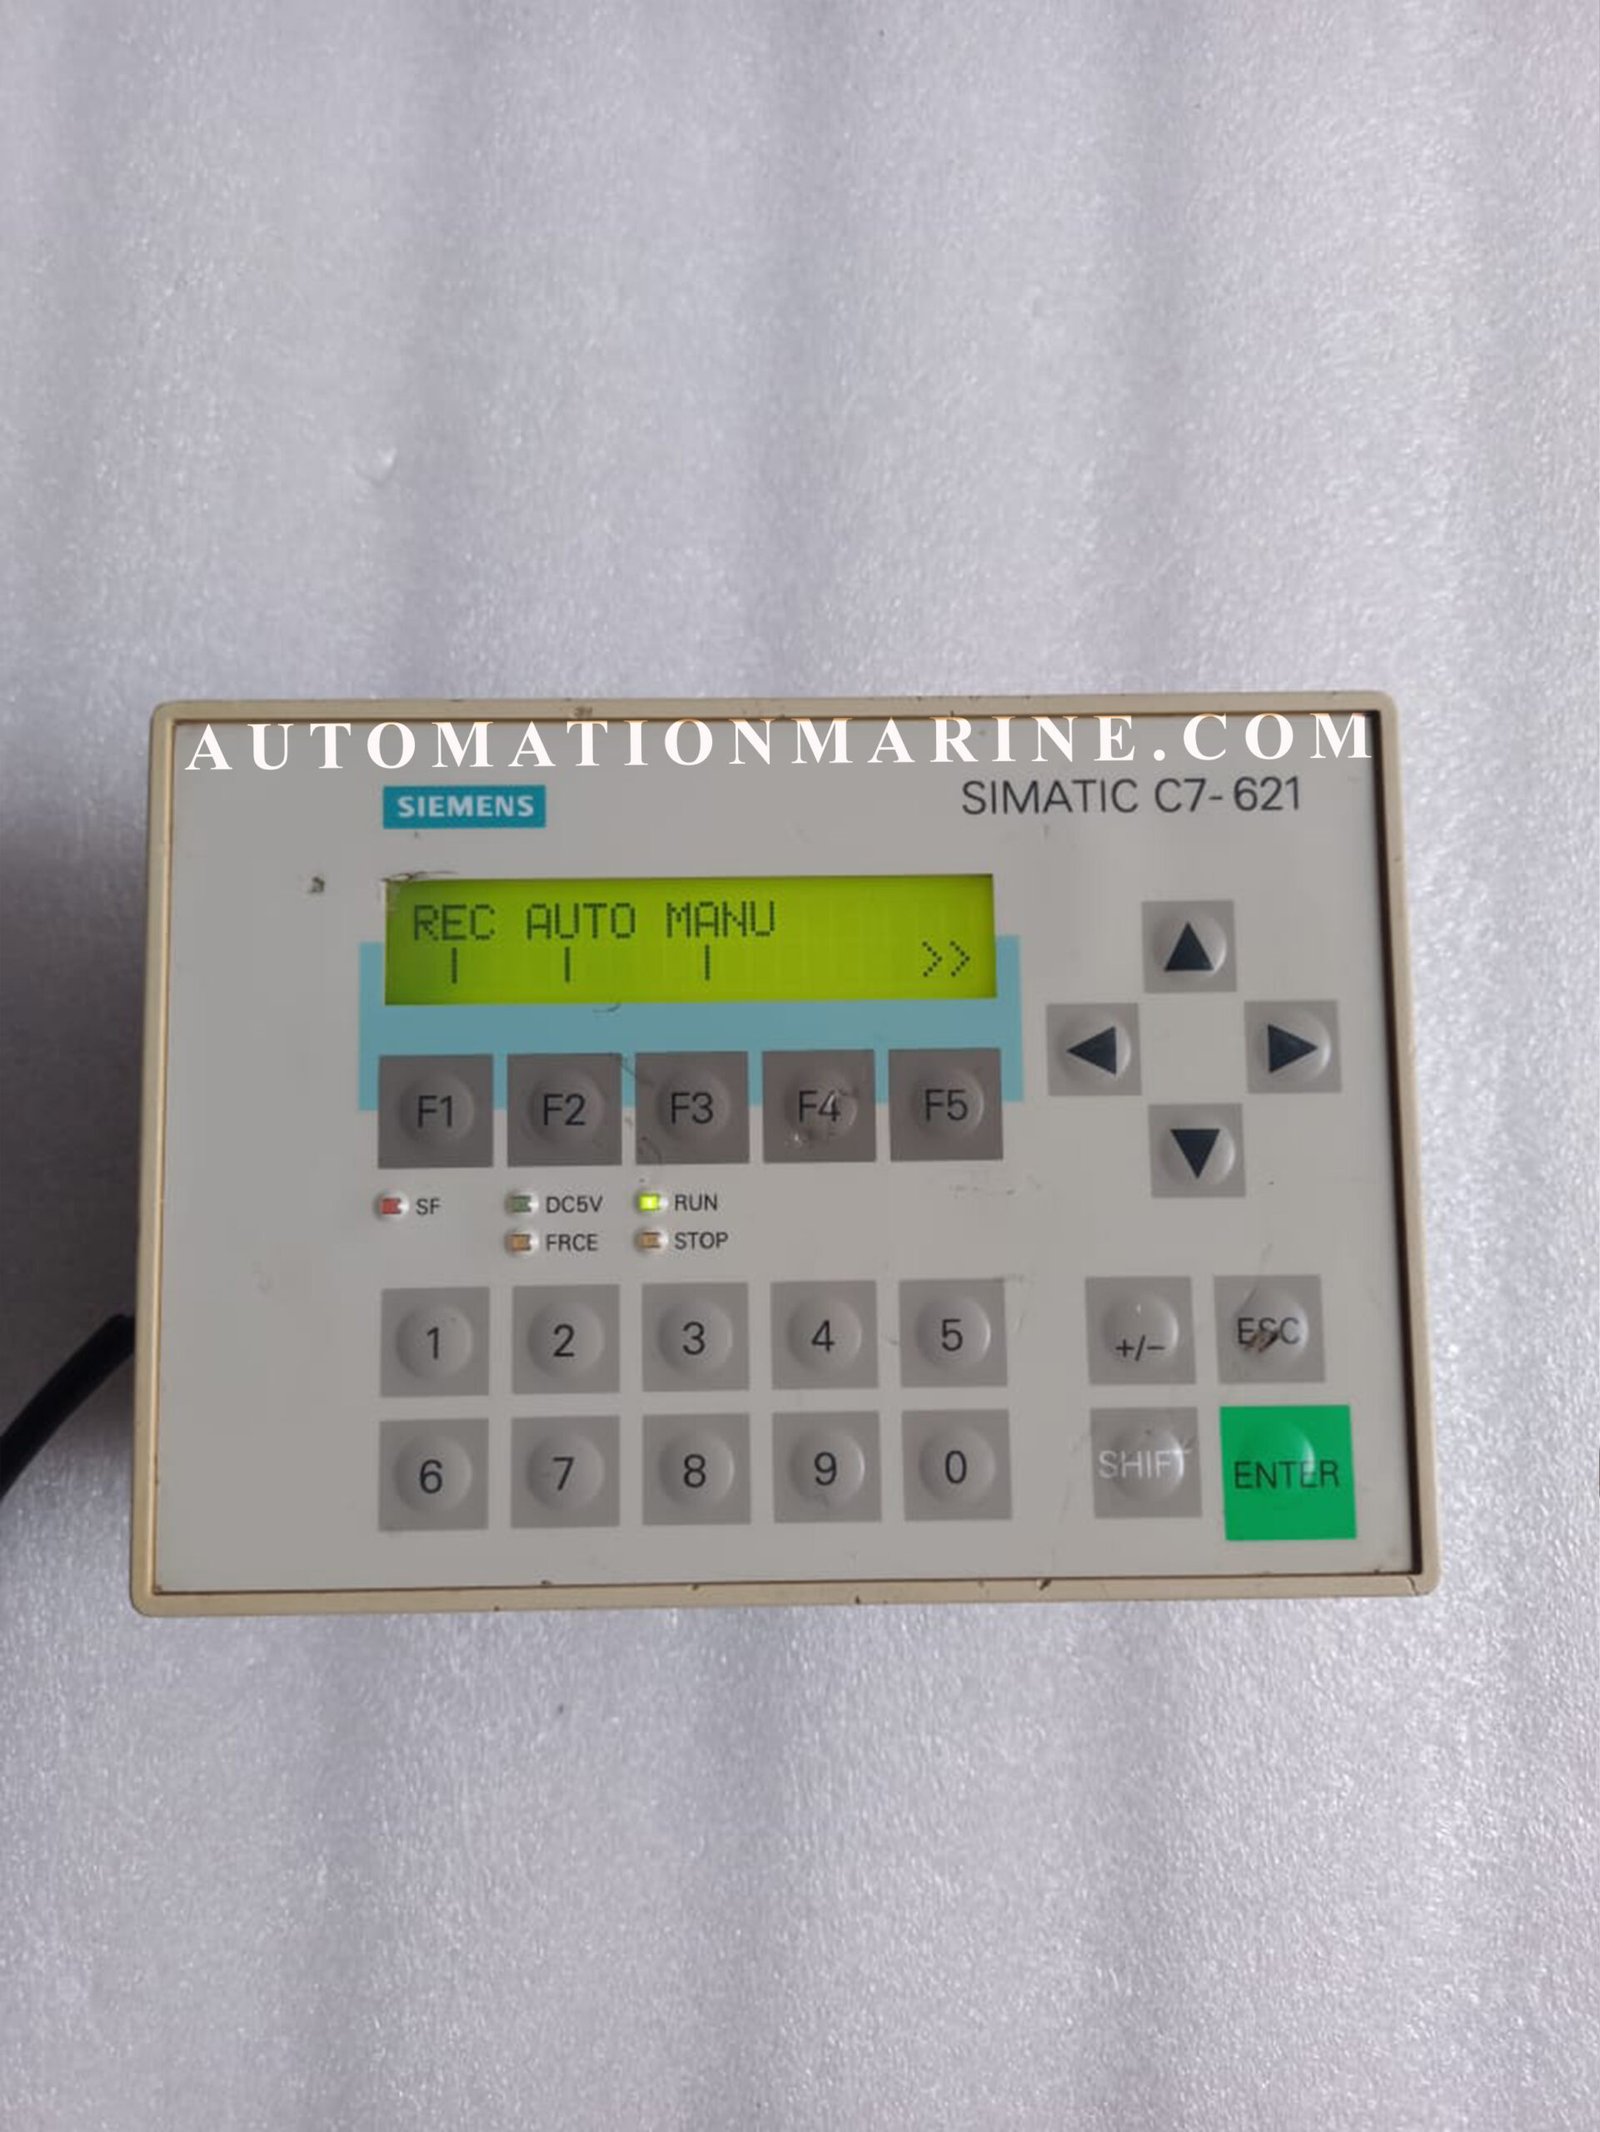 AUTOMATIONMARINE.COM
SIEMENS
SIMATIC C7-621
REC AUTO MANU
>>
F1 F2 F3 F4 F5
SF DC5V RUN
FRCE STOP
1 2 3 4 5 +/- ESC
6 7 8 9 0 SHIFT ENTER